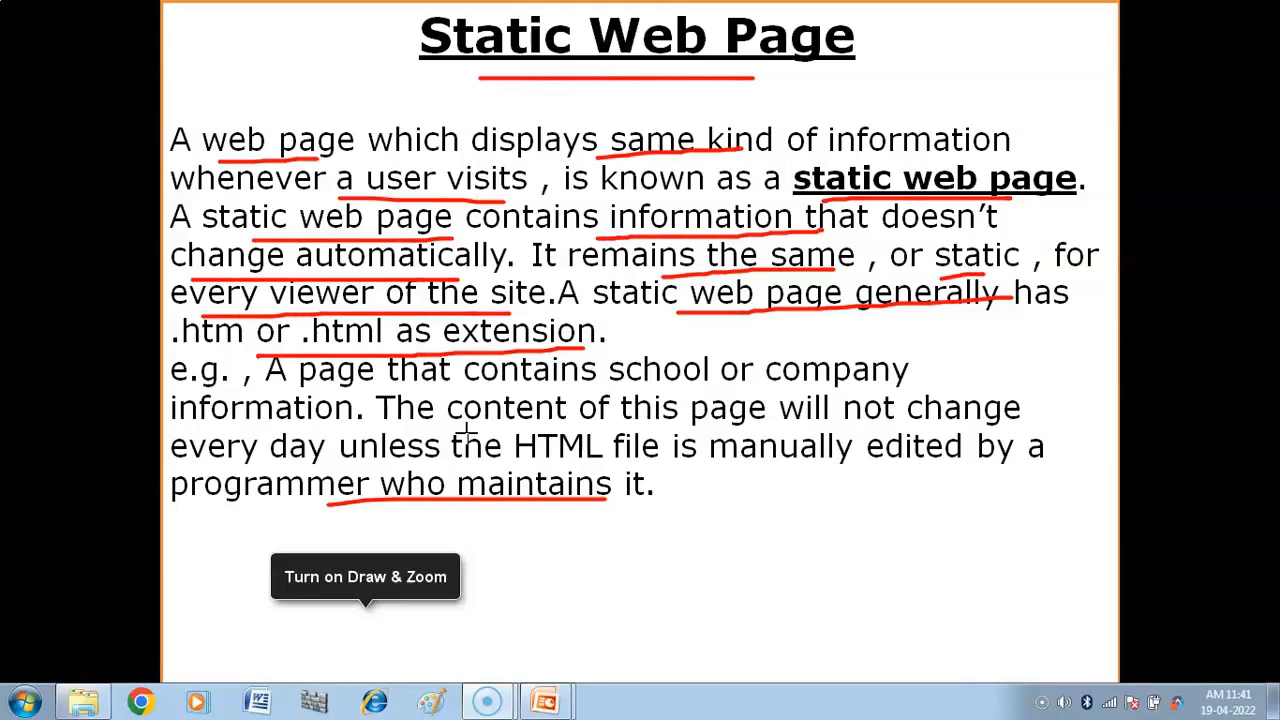 Static Web Page
A web page which displays same kind of information
whenever a user visits , is known as a static web page.
A static web page contains information that doesn’t
change automatically. It remains the same , or static , for
every viewer of the site.A static web page generally has
.htm or .html as extension.
e.g. , A page that contains school or company
information. The content of this page will not change
every day unless the HTML file is manually edited by a
programmer who maintains it.
Turn on Draw & Zoom
AM 11:41
19-04-2022